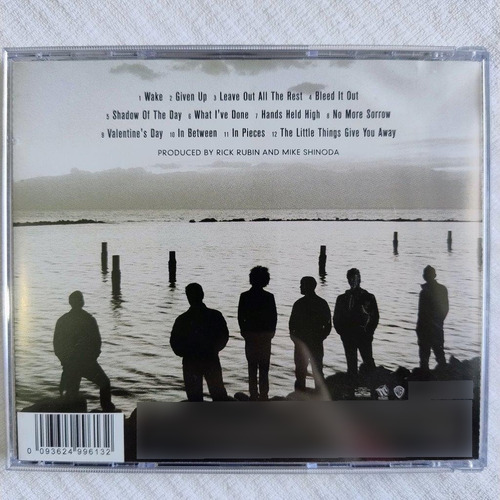 1 Wake 2 Given Up 3 Leave Out All The Rest 4 Bleed It Out
5 Shadow Of The Day 6 What I've Done 7 Hands Held High 8 No More Sorrow
9 Valentine's Day 10 In Between 11 In Pieces 12 The Little Things Give You Away
PRODUCED BY RICK RUBIN AND MIKE SHINODA
0 093624 996132